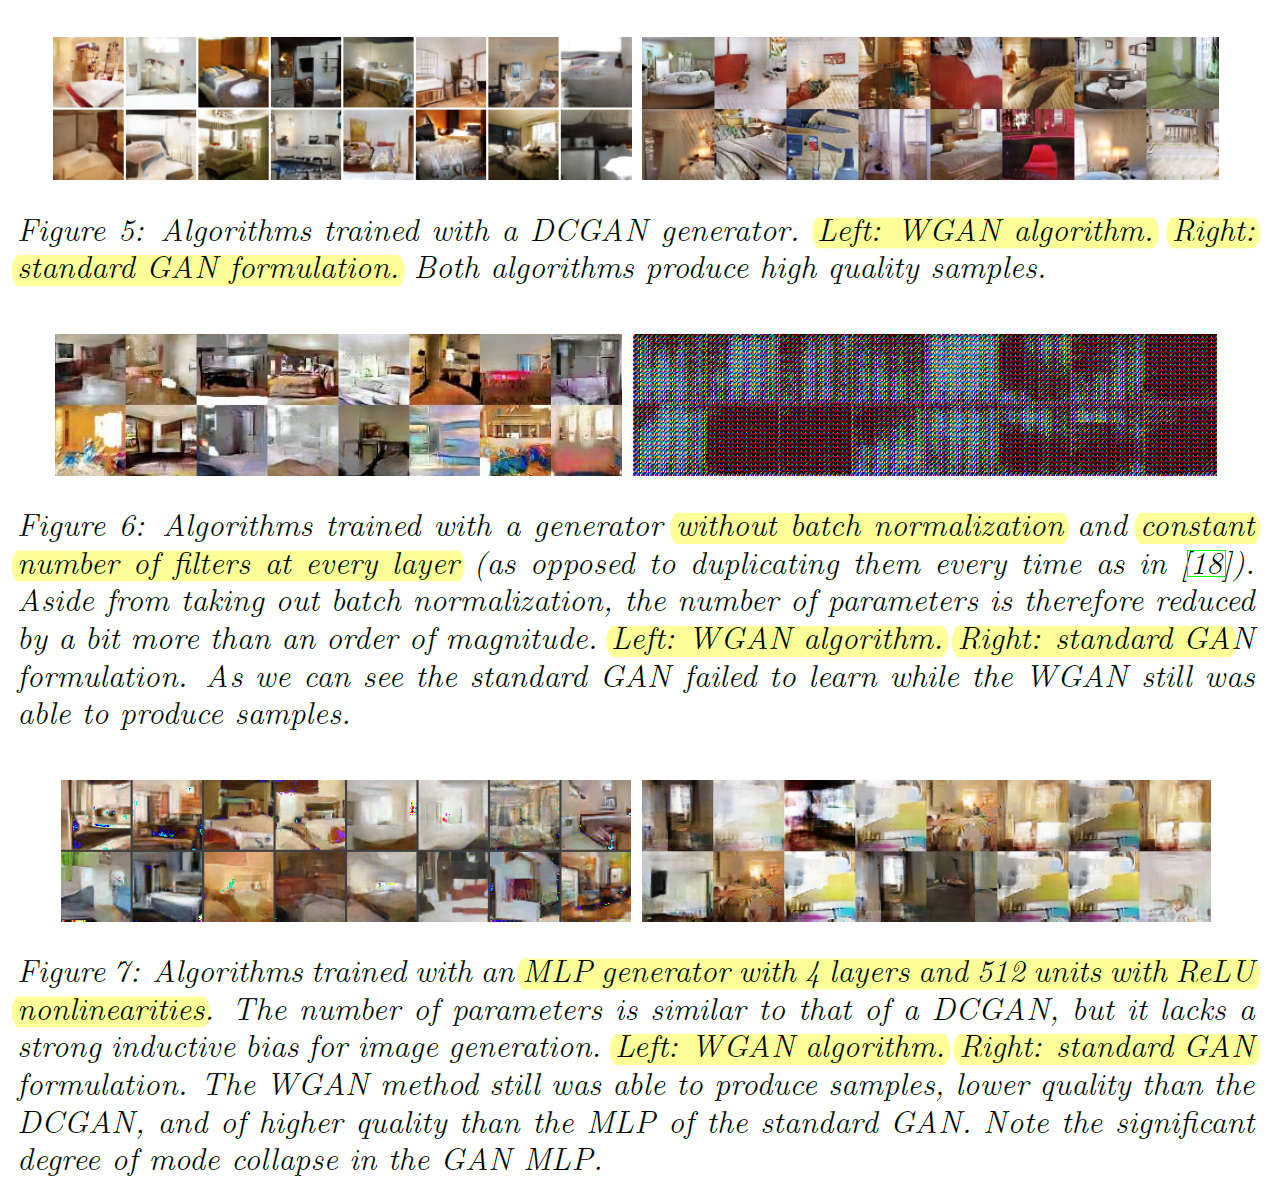 Figure 5: Algorithms trained with a DCGAN generator. Left: WGAN algorithm. Right:
standard GAN formulation. Both algorithms produce high quality samples.
Figure 6: Algorithms trained with a generator without batch normalization and constant
number of filters at every layer (as opposed to duplicating them every time as in [18]).
Aside from taking out batch normalization, the number of parameters is therefore reduced
by a bit more than an order of magnitude. Left: WGAN algorithm. Right: standard GAN
formulation. As we can see the standard GAN failed to learn while the WGAN still was
able to produce samples.
Figure 7: Algorithms trained with an MLP generator with 4 layers and 512 units with ReLU
nonlinearities. The number of parameters is similar to that of a DCGAN, but it lacks a
strong inductive bias for image generation. Left: WGAN algorithm. Right: standard GAN
formulation. The WGAN method still was able to produce samples, lower quality than the
DCGAN, and of higher quality than the MLP of the standard GAN. Note the significant
degree of mode collapse in the GAN MLP.